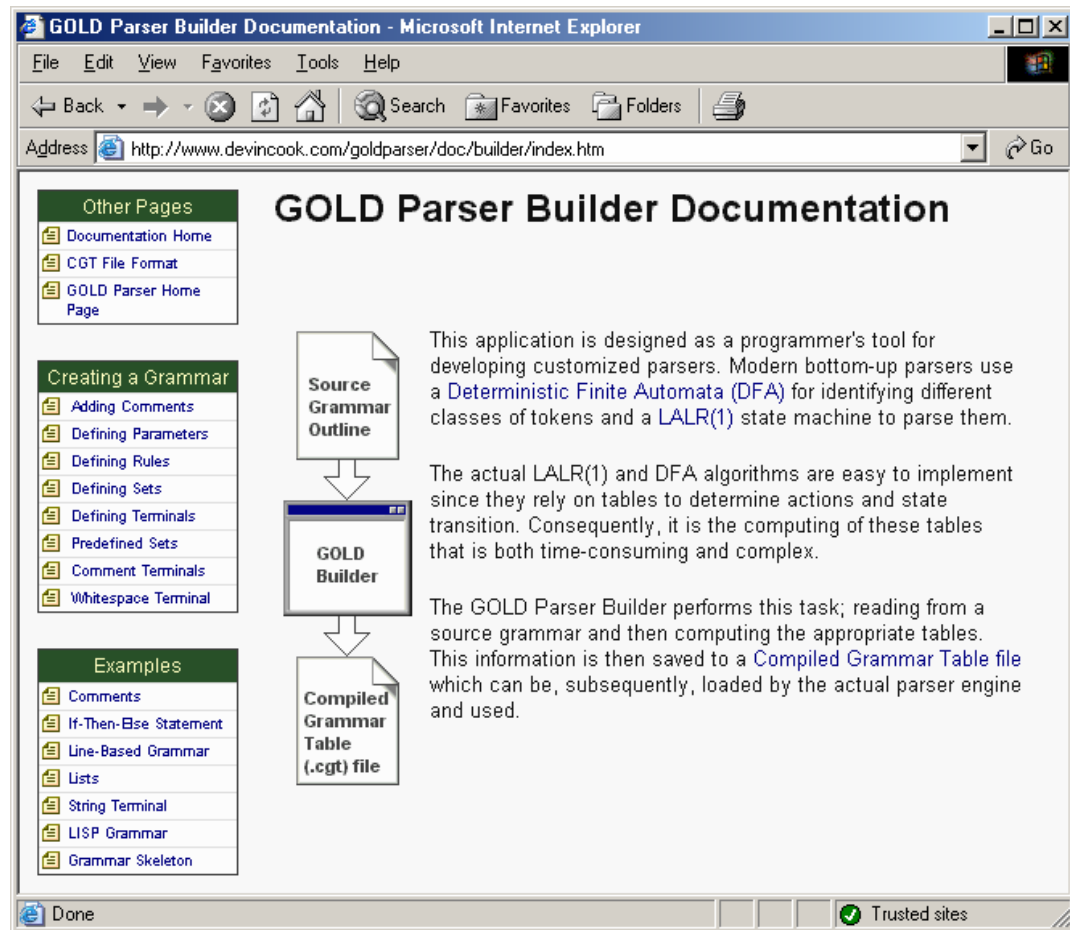 GOLD Parser Builder Documentation - Microsoft Internet Explorer
File Edit View Favorites Tools Help
Back Search Favorites Folders
Address http://www.devincook.com/goldparser/doc/builder/index.htm Go
Other Pages
Documentation Home
CGT File Format
GOLD Parser Home
Page
Creating a Grammar
Adding Comments
Defining Parameters
Defining Rules
Defining Sets
Defining Terminals
Predefined Sets
Comment Terminals
Whitespace Terminal
Examples
Comments
If-Then-Else Statement
Line-Based Grammar
Lists
String Terminal
LISP Grammar
Grammar Skeleton
GOLD Parser Builder Documentation
Source
Grammar
Outline
GOLD
Builder
Compiled
Grammar
Table
(.cgt) file
This application is designed as a programmer's tool for
developing customized parsers. Modern bottom-up parsers use
a Deterministic Finite Automata (DFA) for identifying different
classes of tokens and a LALR(1) state machine to parse them.
The actual LALR(1) and DFA algorithms are easy to implement
since they rely on tables to determine actions and state
transition. Consequently, it is the computing of these tables
that is both time-consuming and complex.
The GOLD Parser Builder performs this task; reading from a
source grammar and then computing the appropriate tables.
This information is then saved to a Compiled Grammar Table file
which can be, subsequently, loaded by the actual parser engine
and used.
Done Trusted sites